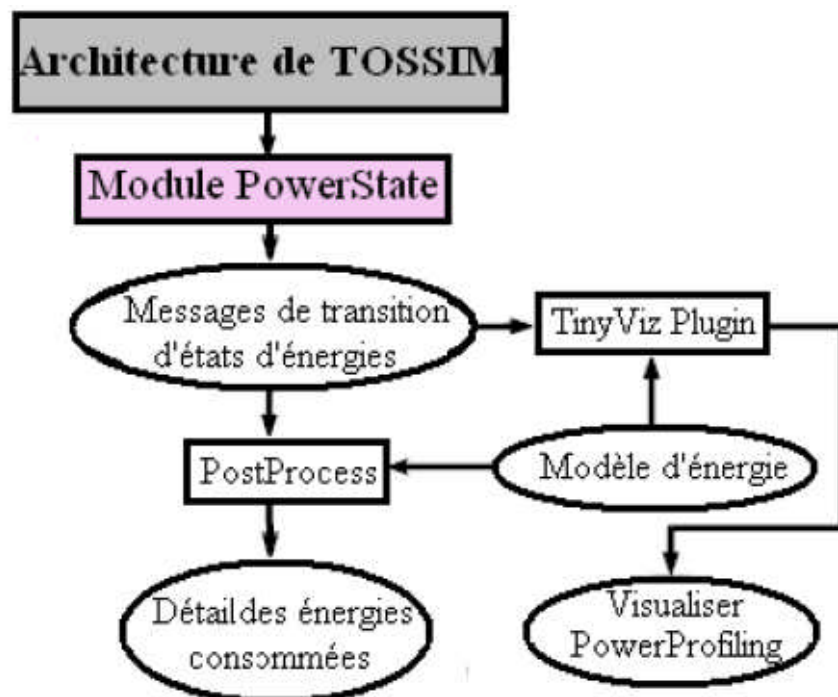 Architecture de TOSSIM
Module PowerState
Messages de transition
d'états d'énergies
TinyViz Plugin
PostProcess
Modèle d'énergie
Détail des énergies
consommées
Visualiser
PowerProfiling